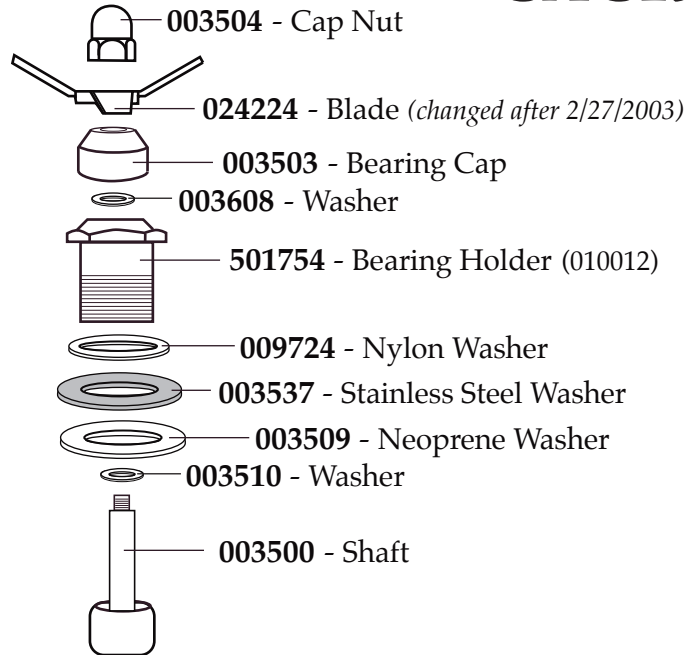 003504 - Cap Nut
024224 - Blade (changed after 2/27/2003)
003503 - Bearing Cap
003608 - Washer
501754 - Bearing Holder (010012)
009724 - Nylon Washer
003537 - Stainless Steel Washer
003509 - Neoprene Washer
003510 - Washer
003500 - Shaft